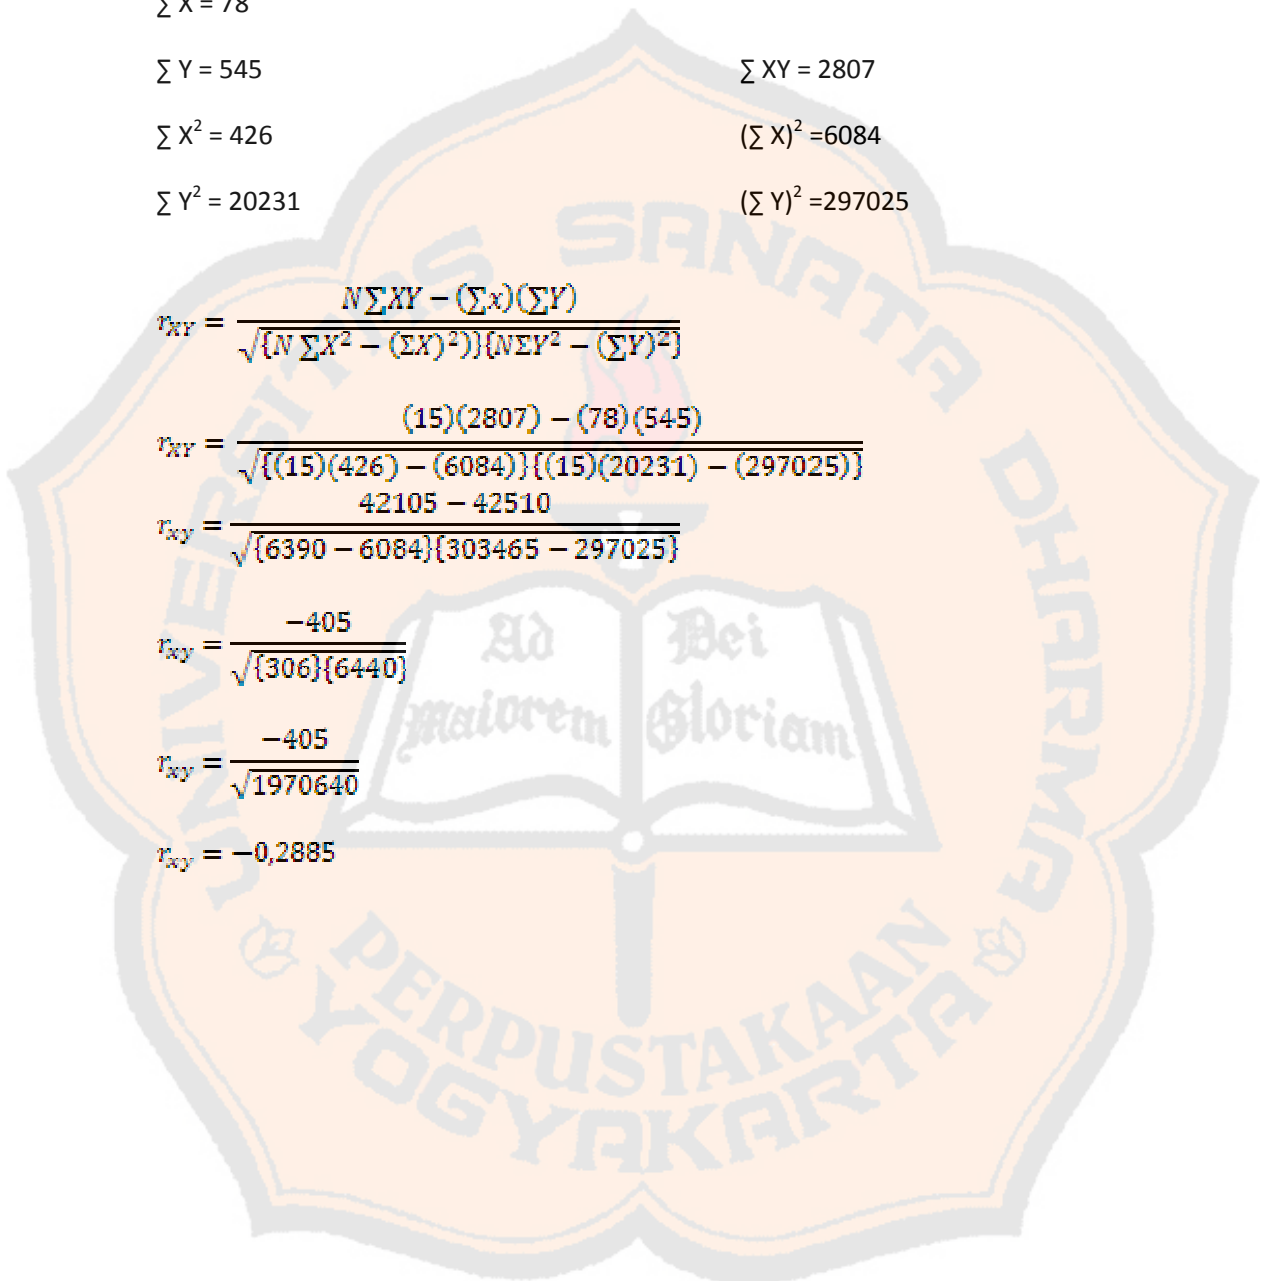 ∑ X = 78
∑ Y = 545
∑ XY = 2807
∑ X² = 426
(∑ X)² =6084
∑ Y² = 20231
(∑ Y)² =297025
r_XY = N∑XY − (∑x)(∑Y) / √{N ∑X² − (ΣX)²)}{NΣY² − (∑Y)²}
r_XY = (15)(2807) − (78)(545) / √{((15)(426) − (6084)}{(15)(20231) − (297025)}
r_xy = 42105 − 42510 / √{6390 − 6084}{303465 − 297025}
r_xy = −405 / √{306}{6440}
r_xy = −405 / √1970640
r_xy = −0,2885
UNIVERSITAS SANATA DHARMA
Ad maiorem
Dei Gloriam
PERPUSTAKAAN
YOGYAKARTA